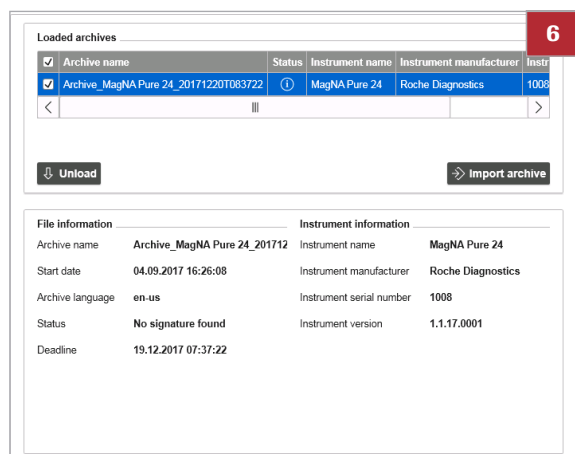 6
Loaded archives
Archive name Status Instrument name Instrument manufacturer Instr
Archive_MagNA Pure 24_20171220T083722 MagNA Pure 24 Roche Diagnostics 1008
Unload Import archive
File information Instrument information
Archive name Archive_MagNA Pure 24_201712 Instrument name MagNA Pure 24
Start date 04.09.2017 16:26:08 Instrument manufacturer Roche Diagnostics
Archive language en-us Instrument serial number 1008
Status No signature found Instrument version 1.1.17.0001
Deadline 19.12.2017 07:37:22